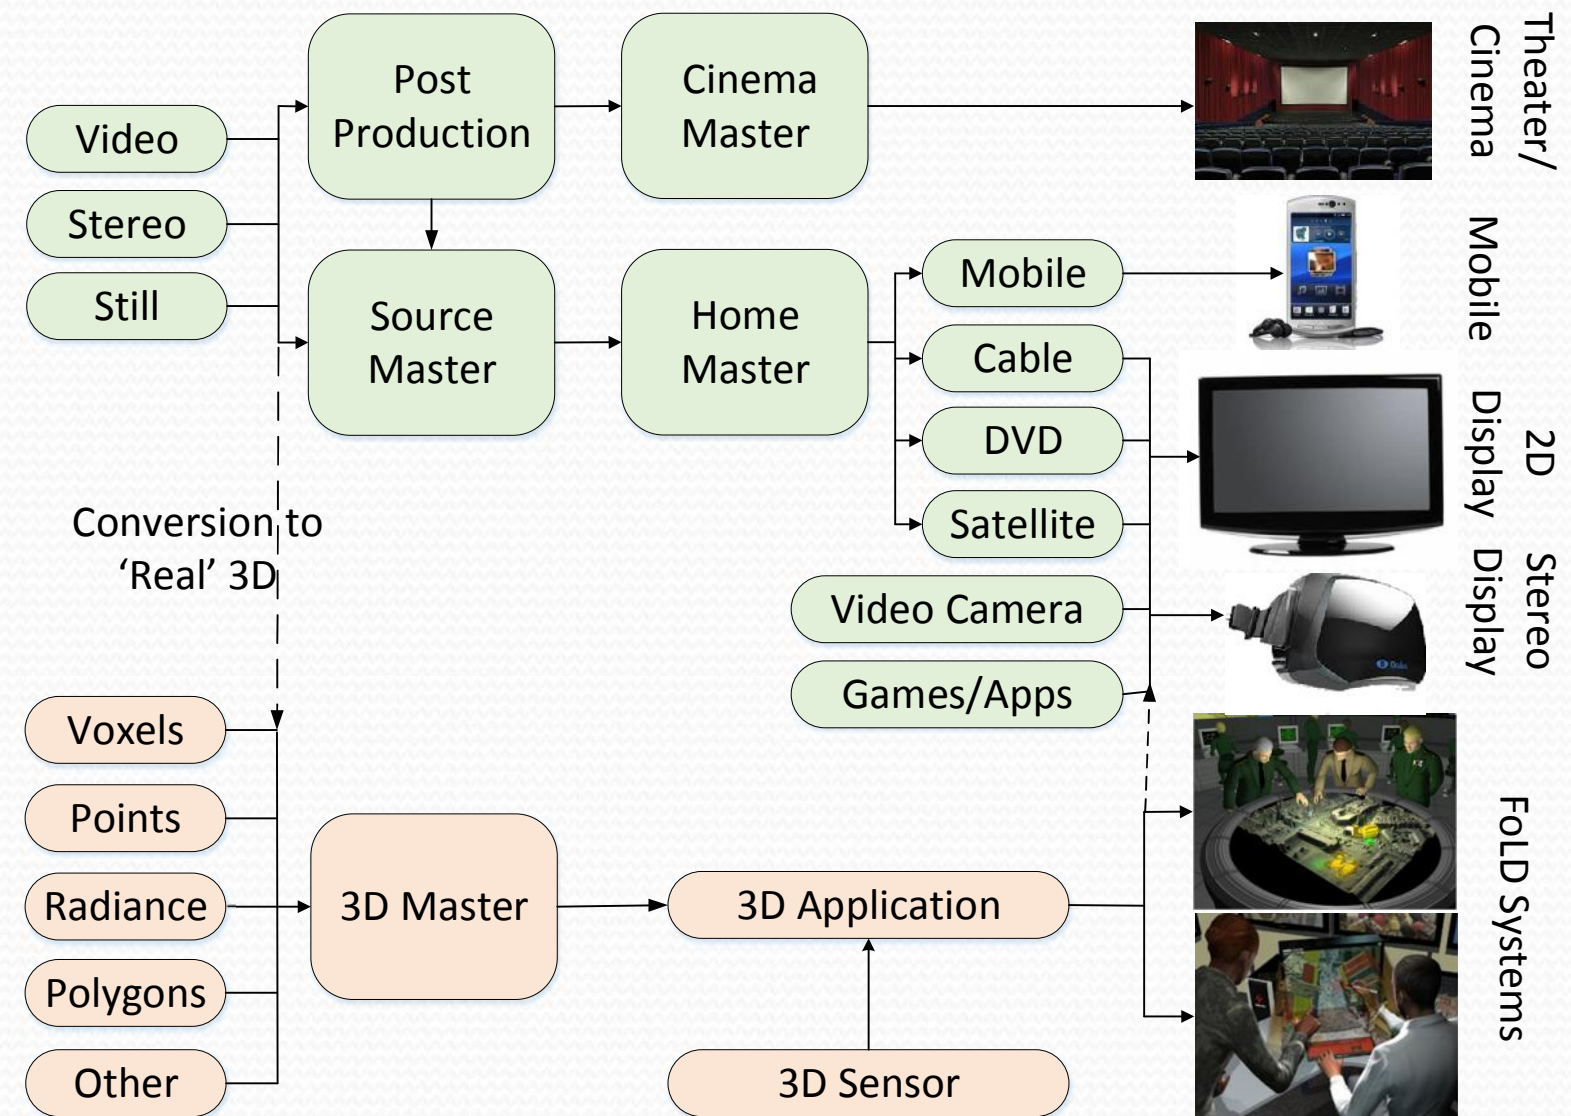 Post
Production
Cinema
Master
Theater/
Cinema
Video
Stereo
Still
Source
Master
Home
Master
Mobile
Mobile
Cable
DVD
Satellite
2D
Display
Conversion to
‘Real’ 3D
Video Camera
Games/Apps
Stereo
Display
Oculus
Voxels
Points
Radiance
Polygons
Other
3D Master
3D Application
3D Sensor
FoLD Systems